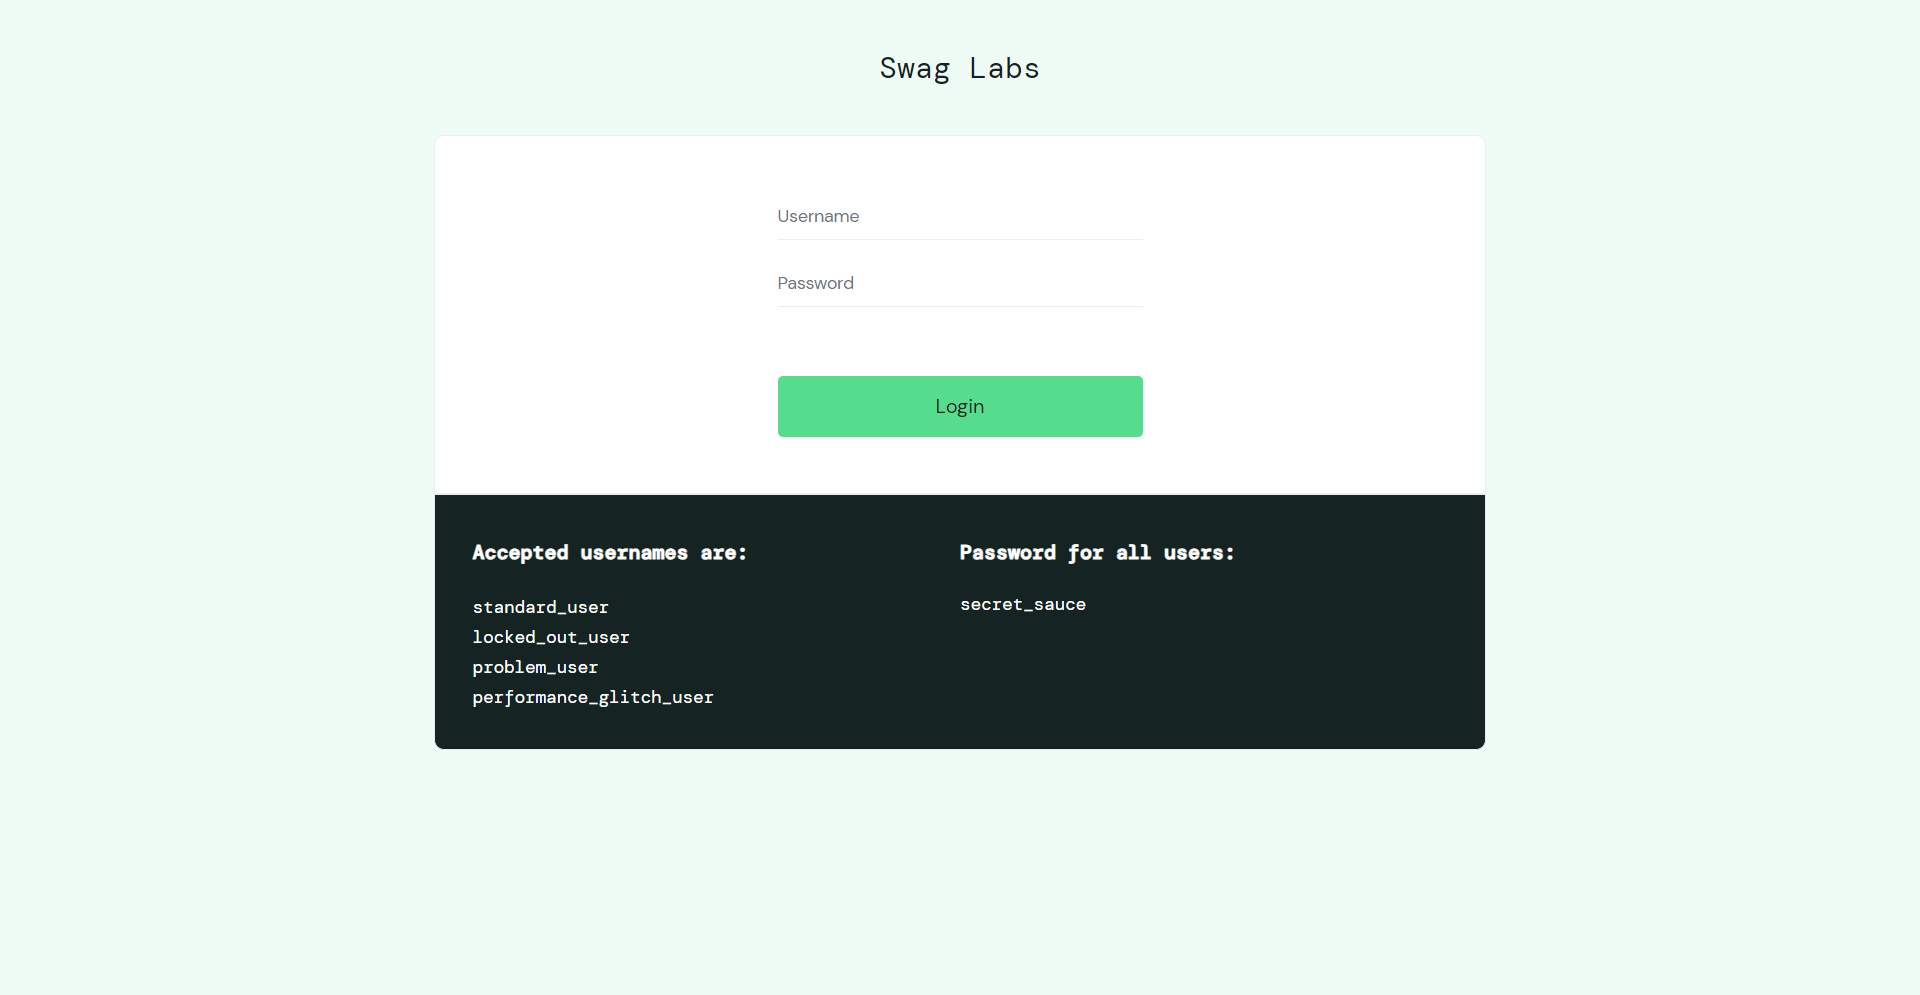 Swag Labs
Username
Password
Login
Accepted usernames are:
standard_user
locked_out_user
problem_user
performance_glitch_user
Password for all users:
secret_sauce